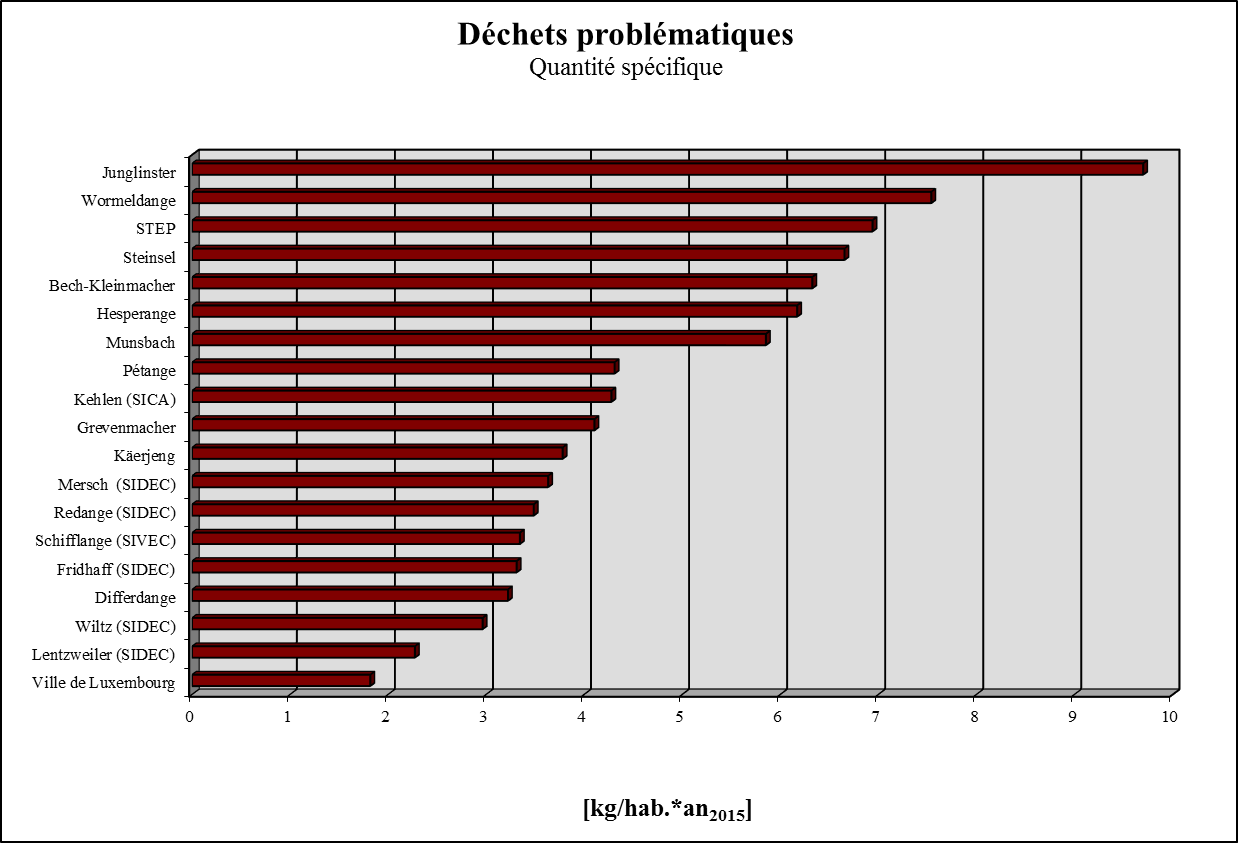 Déchets problématiques
Quantité spécifique
Junglinster
Wormeldange
STEP
Steinsel
Bech-Kleinmacher
Hesperange
Munsbach
Pétange
Kehlen (SICA)
Grevenmacher
Käerjeng
Mersch  (SIDEC)
Redange (SIDEC)
Schifflange (SIVEC)
Fridhaff (SIDEC)
Differdange
Wiltz (SIDEC)
Lentzweiler (SIDEC)
Ville de Luxembourg
0 1 2 3 4 5 6 7 8 9 10
[kg/hab.*an2015]